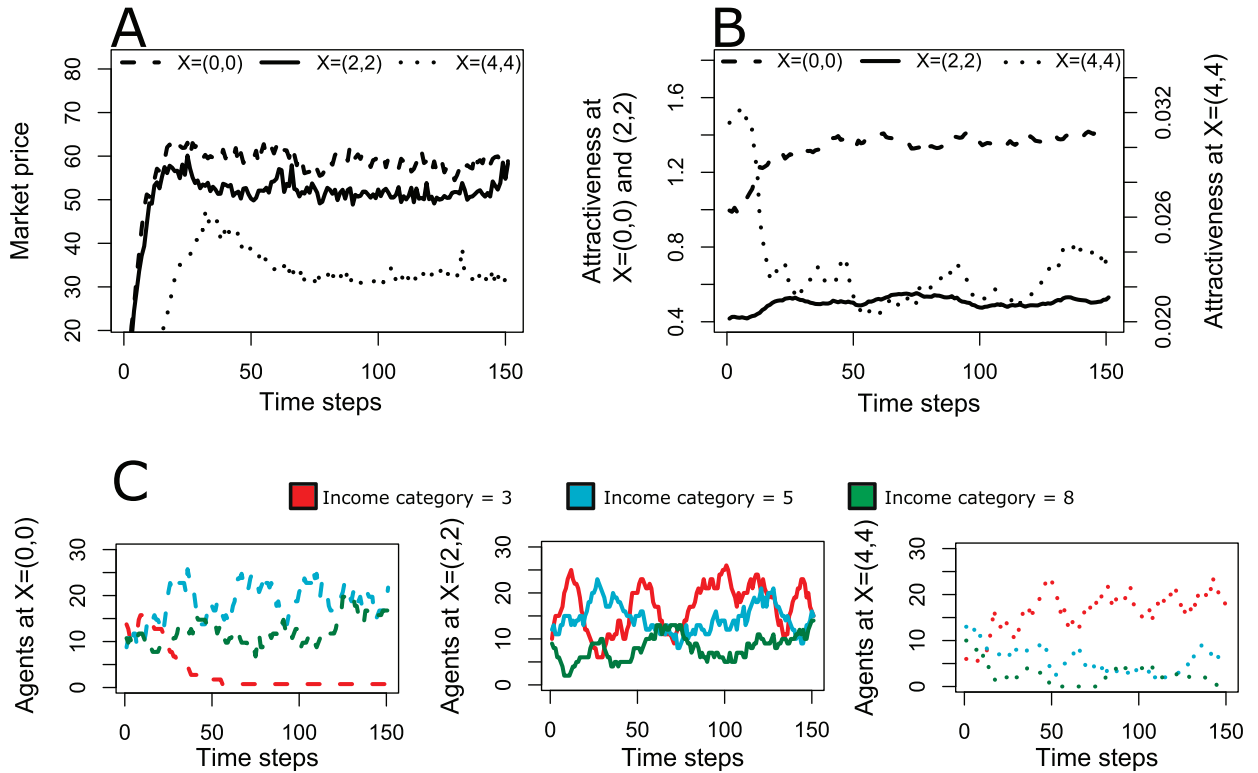 A
X=(0,0) X=(2,2) X=(4,4)
Market price
80
70
60
50
40
30
20
0 50 100 150
Time steps
B
X=(0,0) X=(2,2) X=(4,4)
Attractiveness at
X=(0,0) and (2,2)
1.6
1.2
0.8
0.4
0.032
0.026
0.020
Attractiveness at X=(4,4)
0 50 100 150
Time steps
C
Income category = 3 Income category = 5 Income category = 8
Agents at X=(0,0)
30
20
10
0
0 50 100 150
Time steps
Agents at X=(2,2)
30
20
10
0
0 50 100 150
Time steps
Agents at X=(4,4)
30
20
10
0
0 50 100 150
Time steps